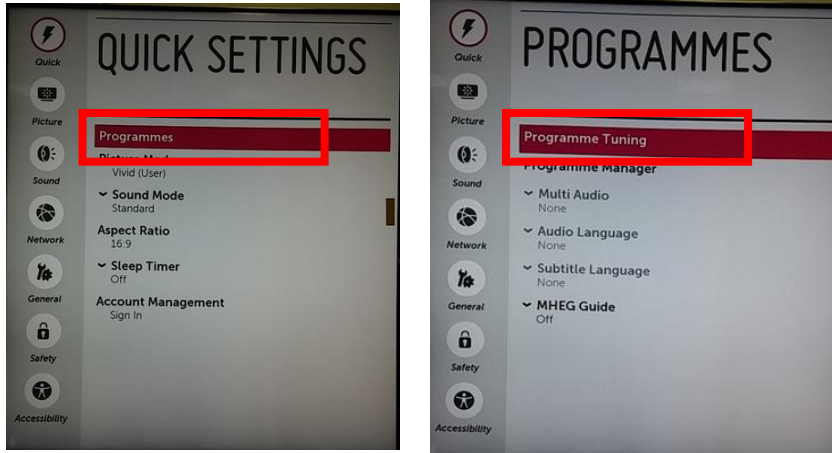 QUICK SETTINGS
Quick
Picture
Sound
Network
General
Safety
Accessibility
Programmes
Picture Mode
Vivid (User)
Sound Mode
Standard
Aspect Ratio
16:9
Sleep Timer
Off
Account Management
Sign In
PROGRAMMES
Quick
Picture
Sound
Network
General
Safety
Accessibility
Programme Tuning
Programme Manager
Multi Audio
None
Audio Language
None
Subtitle Language
None
MHEG Guide
Off